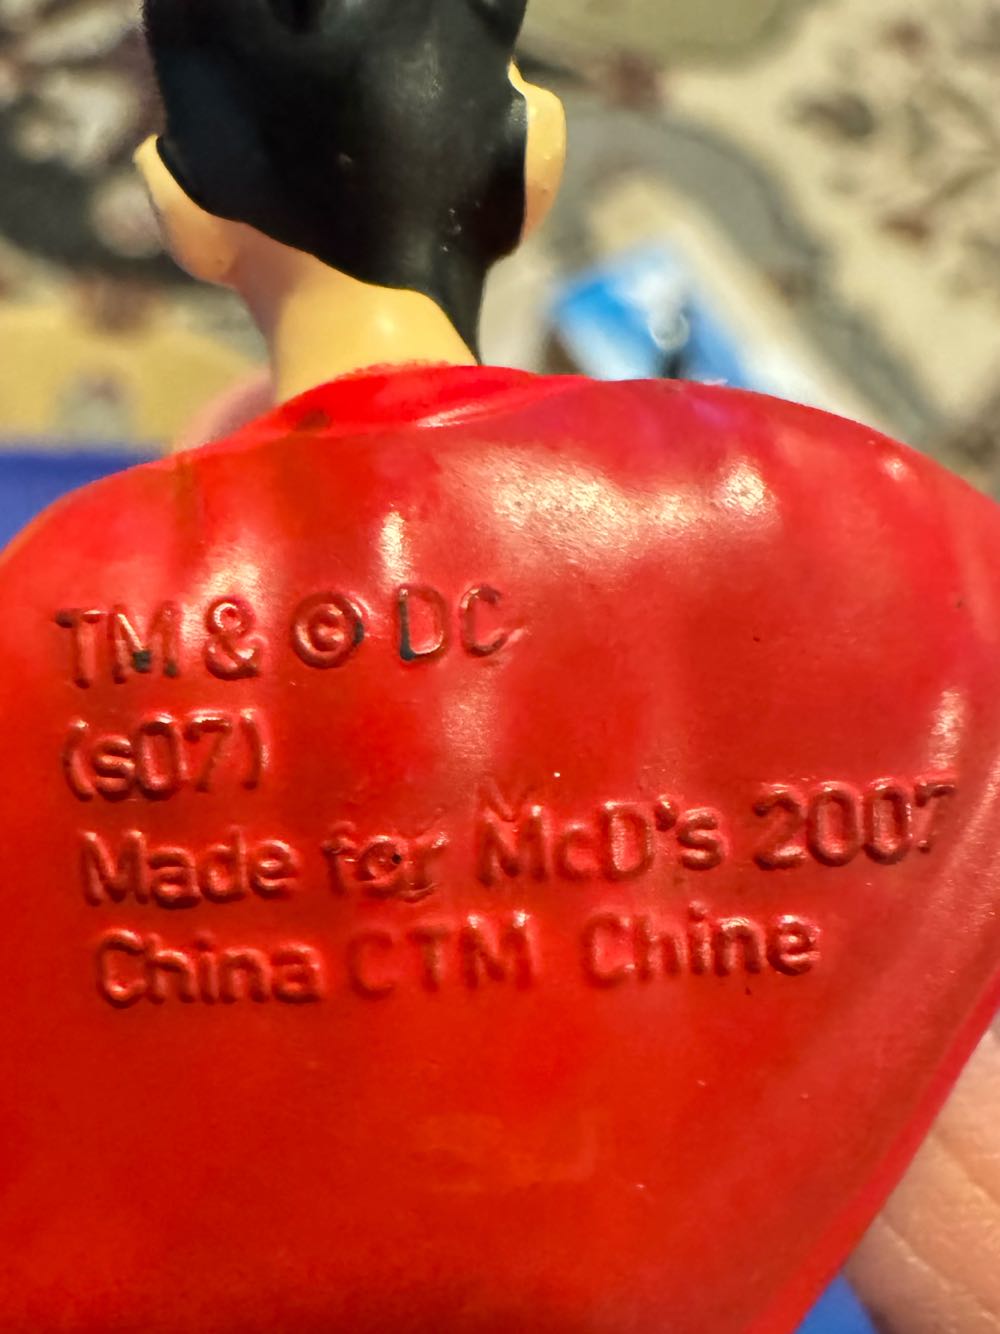 TM & © DC
(s07)
Made for McD's 2007
China CTM Chine